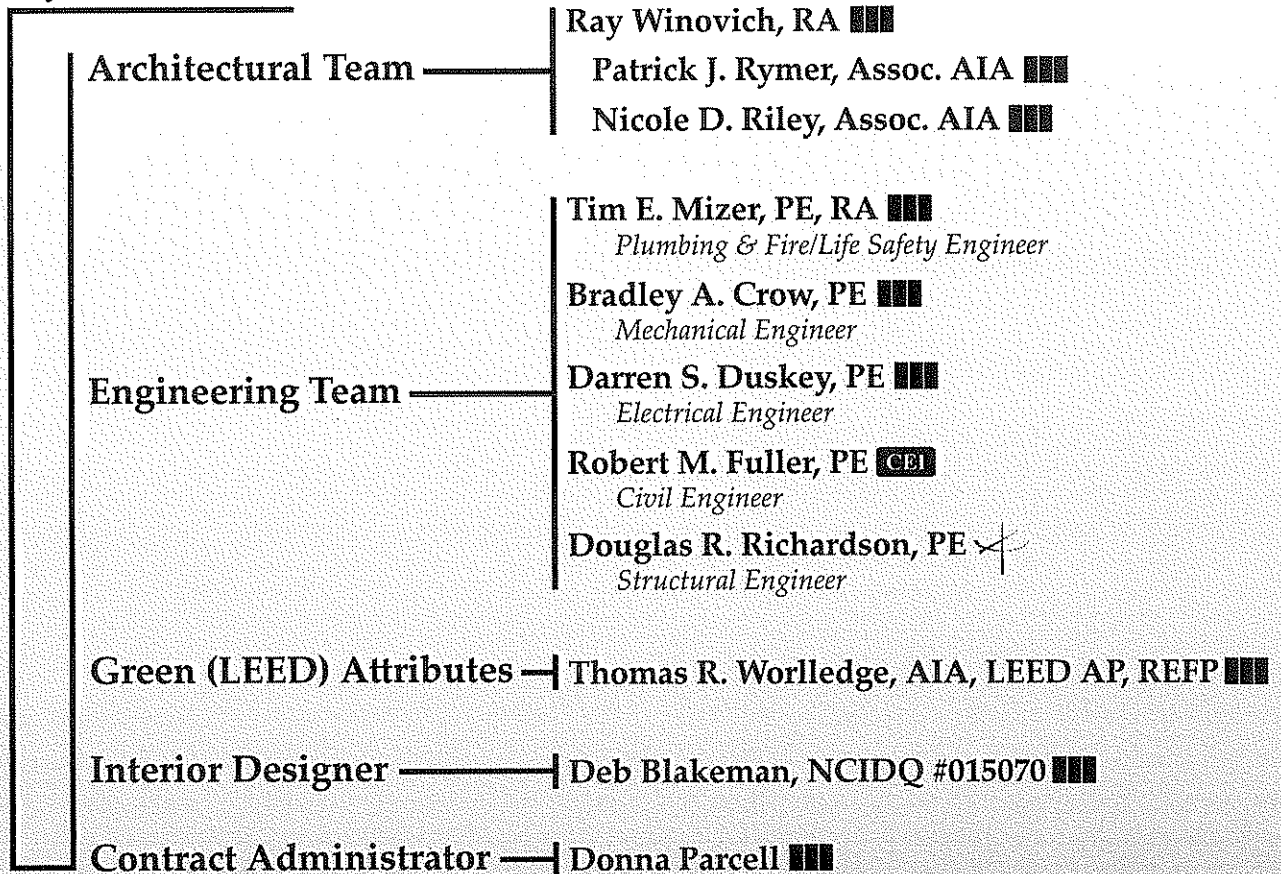 Architectural Team
Ray Winovich, RA
Patrick J. Rymer, Assoc. AIA
Nicole D. Riley, Assoc. AIA
Engineering Team
Tim E. Mizer, PE, RA
Plumbing & Fire/Life Safety Engineer
Bradley A. Crow, PE
Mechanical Engineer
Darren S. Duskey, PE
Electrical Engineer
Robert M. Fuller, PE CEI
Civil Engineer
Douglas R. Richardson, PE
Structural Engineer
Green (LEED) Attributes
Thomas R. Worlledge, AIA, LEED AP, REFP
Interior Designer
Deb Blakeman, NCIDQ #015070
Contract Administrator
Donna Parcell